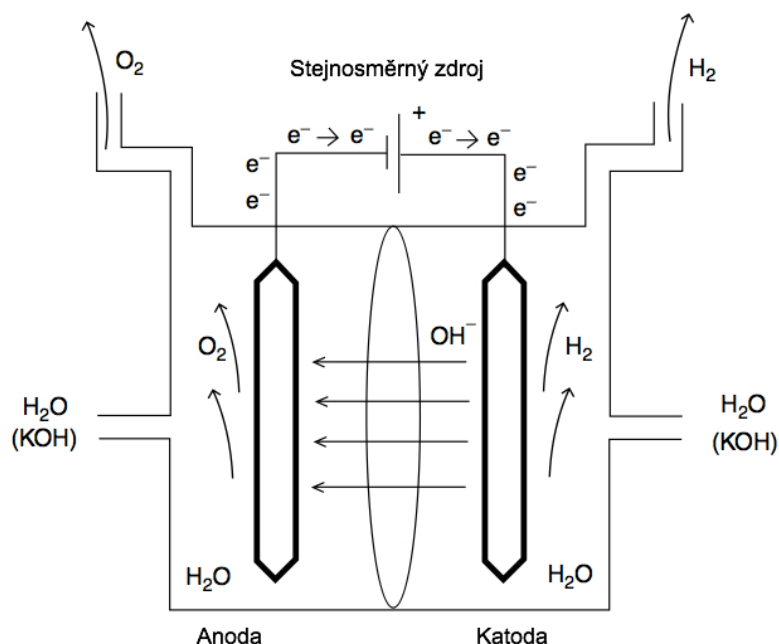 O₂
H₂
Stejnosměrný zdroj
+
e⁻ → e⁻ e⁻ → e⁻
e⁻ e⁻
e⁻ e⁻
OH⁻
O₂ H₂
H₂O H₂O
(KOH) (KOH)
H₂O H₂O
Anoda Katoda